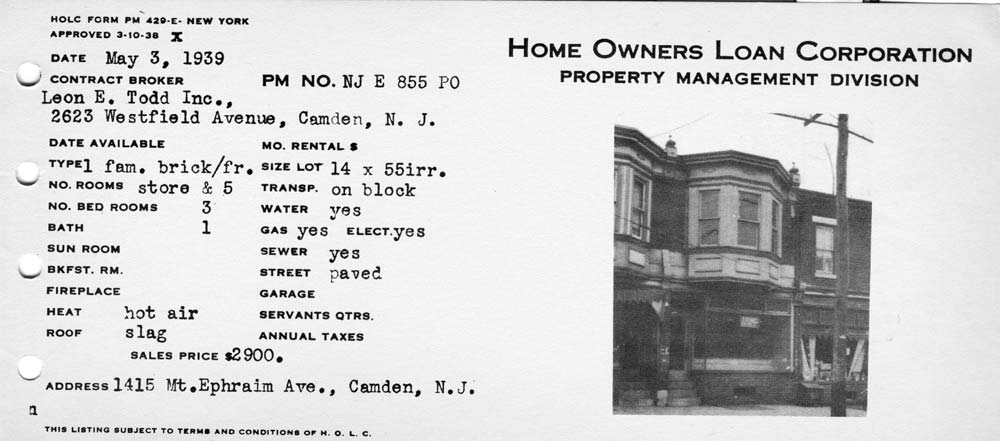 HOLC FORM PM 429-E- NEW YORK
APPROVED 3-10-38 X
DATE May 3, 1939
CONTRACT BROKER PM NO. NJ E 855 PO
Leon E. Todd Inc.,
2623 Westfield Avenue, Camden, N. J.
DATE AVAILABLE MO. RENTAL $
TYPE 1 fam. brick/fr. SIZE LOT 14 x 55irr.
NO. ROOMS store & 5 TRANSP. on block
NO. BED ROOMS 3 WATER yes
BATH 1 GAS yes ELECT. yes
SUN ROOM SEWER yes
BKFST. RM. STREET paved
FIREPLACE GARAGE
HEAT hot air SERVANTS QTRS.
ROOF slag ANNUAL TAXES
SALES PRICE $2900.
ADDRESS 1415 Mt.Ephraim Ave., Camden, N.J.
THIS LISTING SUBJECT TO TERMS AND CONDITIONS OF H. O. L. C.
HOME OWNERS LOAN CORPORATION
PROPERTY MANAGEMENT DIVISION